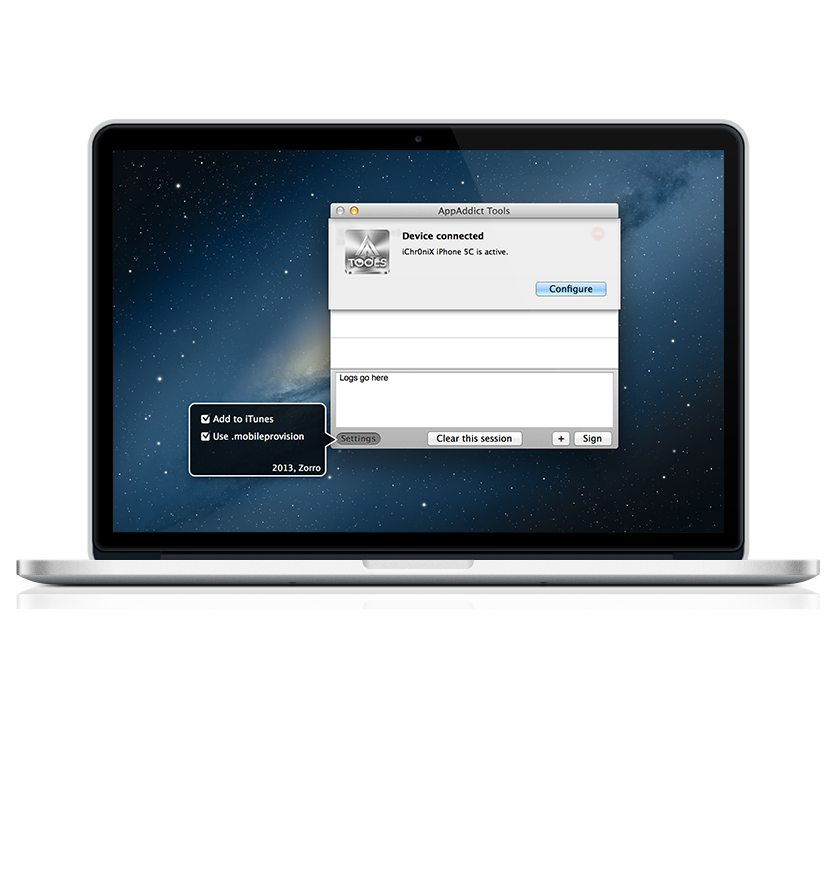 AppAddict Tools
TOOLS
Device connected
iChr0niX iPhone 5C is active.
Configure
Logs go here
Add to iTunes
Use .mobileprovision
2013, Zorro
Settings
Clear this session
+
Sign